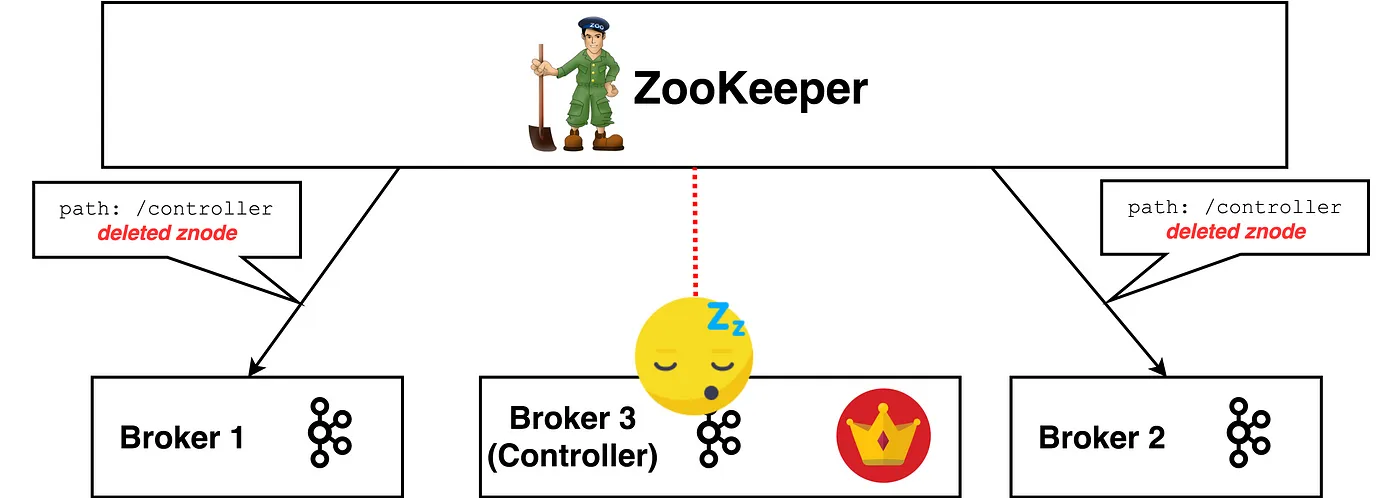 ZOO
ZooKeeper
path: /controller
deleted znode
path: /controller
deleted znode
Zz
Broker 1
Broker 3
(Controller)
Broker 2